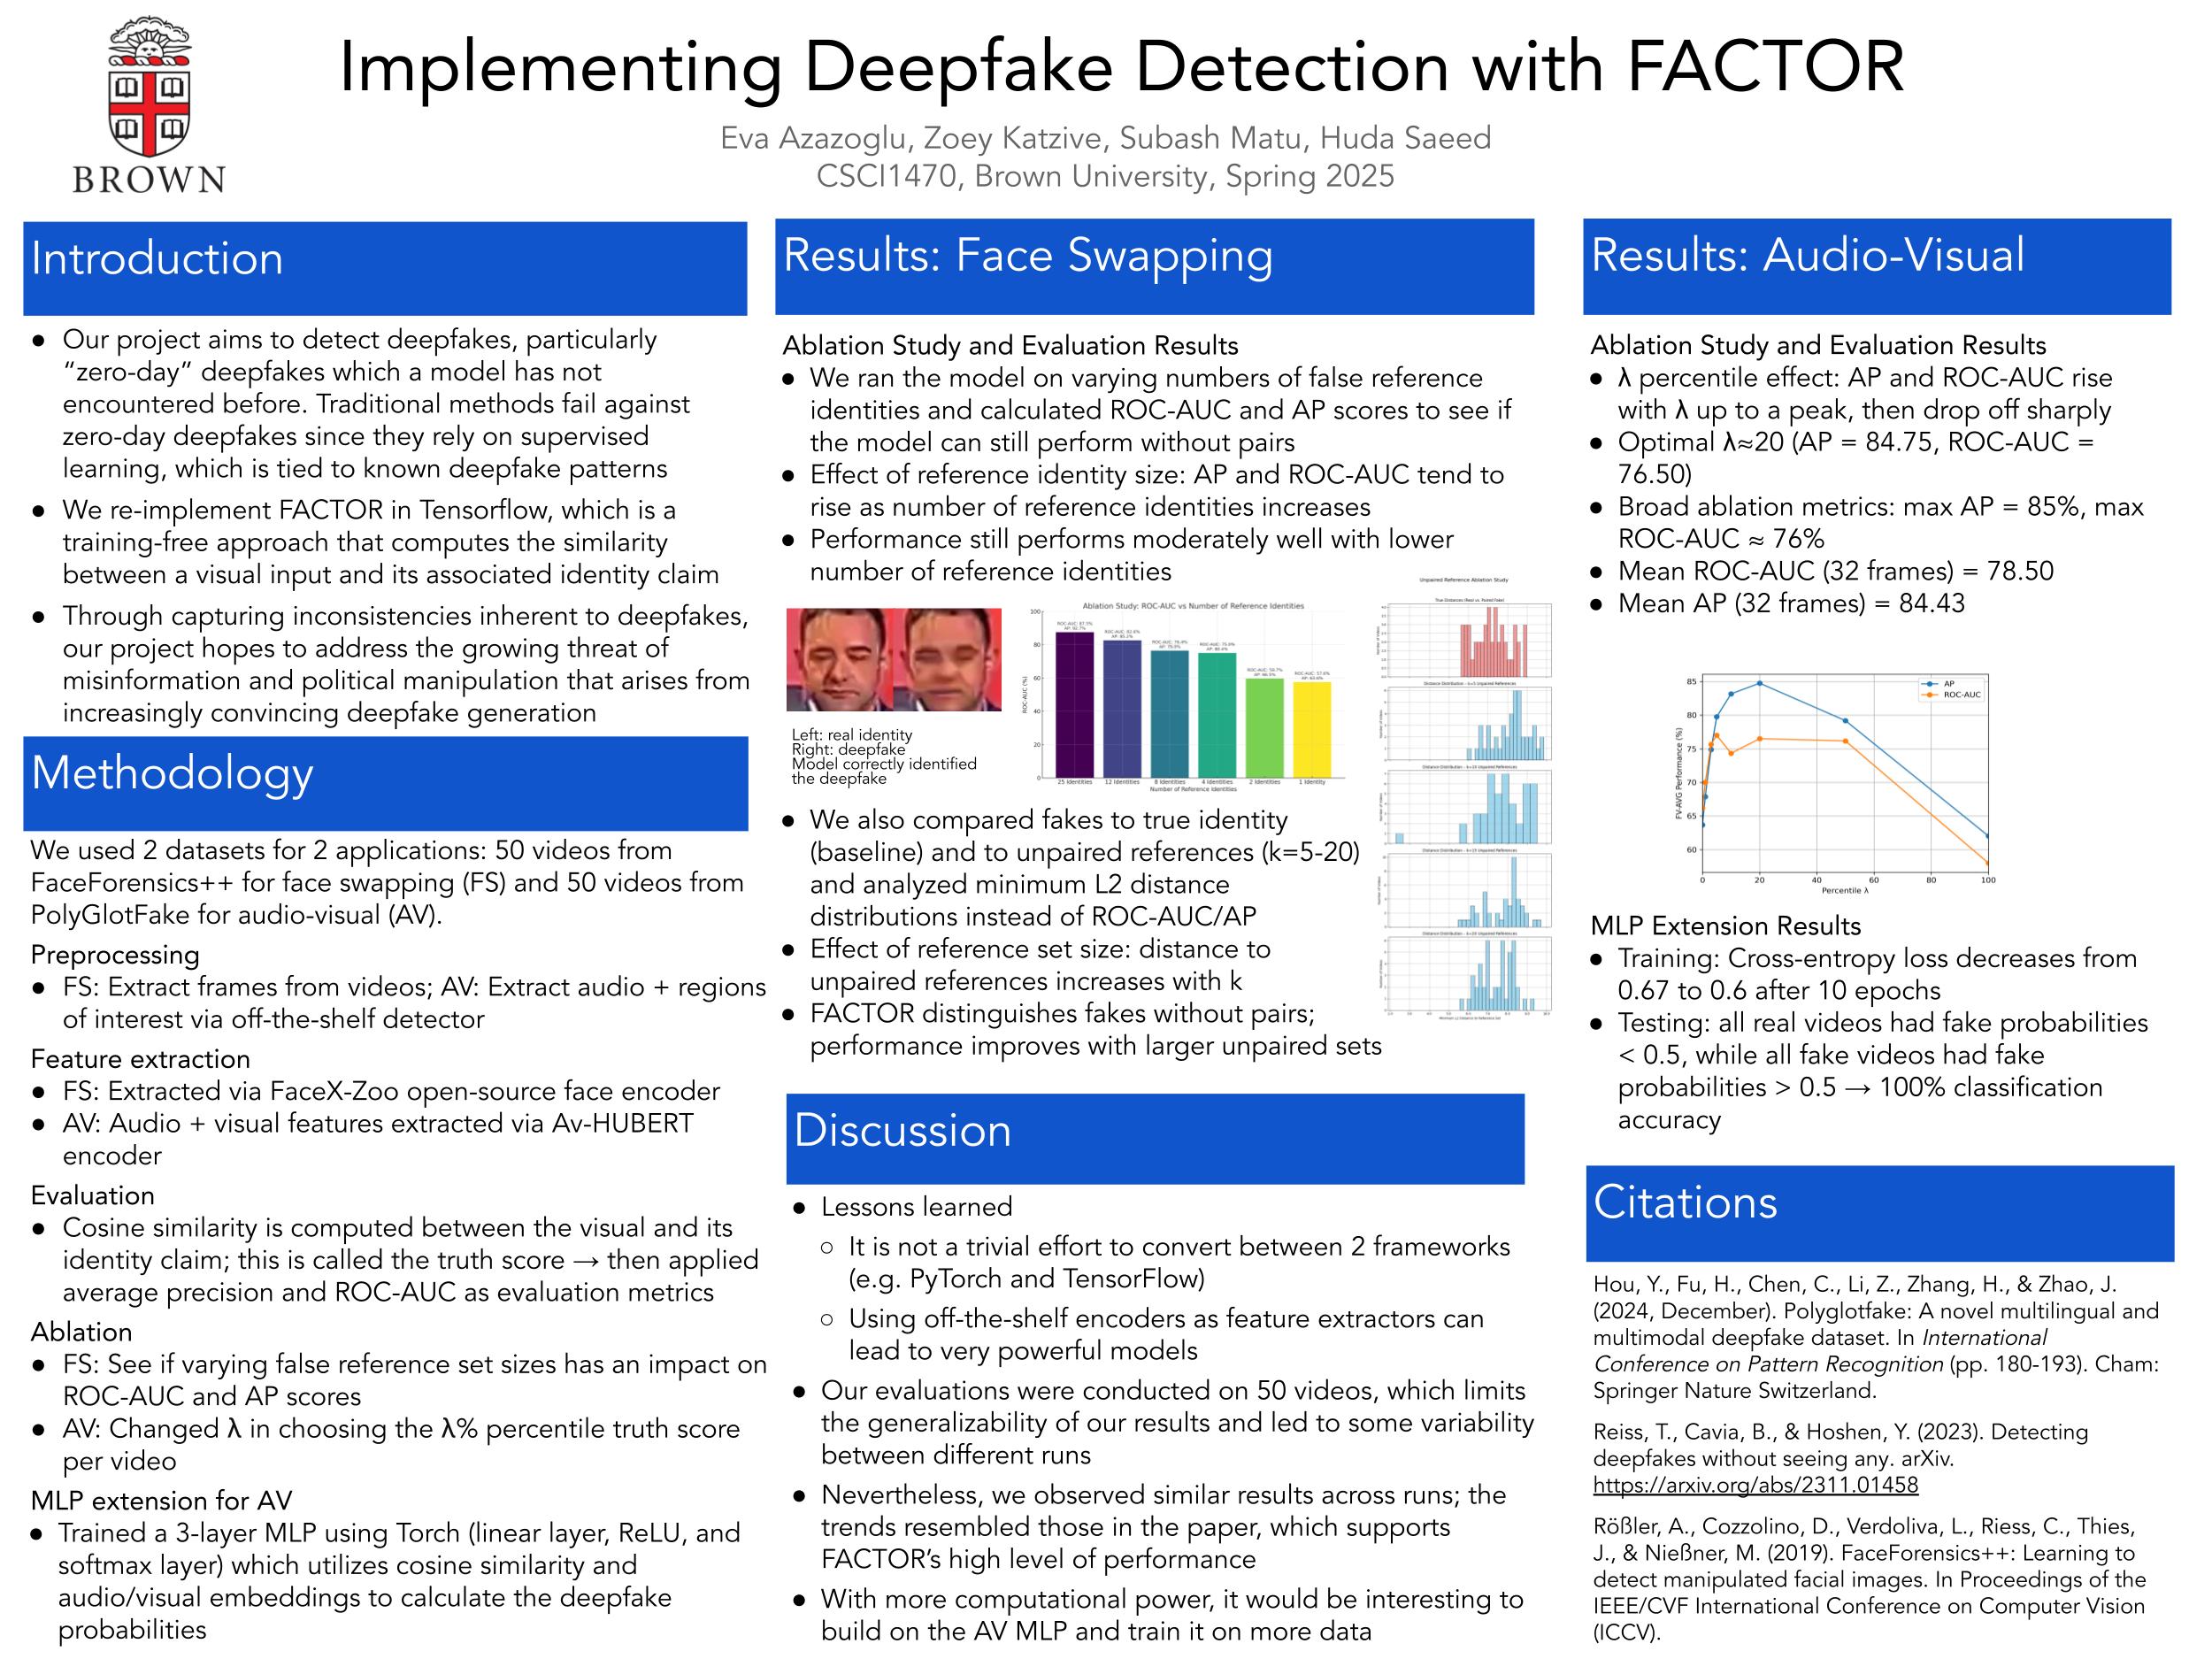 BROWN
Implementing Deepfake Detection with FACTOR
Eva Azazoglu, Zoey Katzive, Subash Matu, Huda Saeed
CSCI1470, Brown University, Spring 2025
Introduction
● Our project aims to detect deepfakes, particularly
“zero-day” deepfakes which a model has not
encountered before. Traditional methods fail against
zero-day deepfakes since they rely on supervised
learning, which is tied to known deepfake patterns
● We re-implement FACTOR in Tensorflow, which is a
training-free approach that computes the similarity
between a visual input and its associated identity claim
● Through capturing inconsistencies inherent to deepfakes,
our project hopes to address the growing threat of
misinformation and political manipulation that arises from
increasingly convincing deepfake generation
Methodology
We used 2 datasets for 2 applications: 50 videos from
FaceForensics++ for face swapping (FS) and 50 videos from
PolyGlotFake for audio-visual (AV).
Preprocessing
● FS: Extract frames from videos; AV: Extract audio + regions
of interest via off-the-shelf detector
Feature extraction
● FS: Extracted via FaceX-Zoo open-source face encoder
● AV: Audio + visual features extracted via Av-HUBERT
encoder
Evaluation
● Cosine similarity is computed between the visual and its
identity claim; this is called the truth score → then applied
average precision and ROC-AUC as evaluation metrics
Ablation
● FS: See if varying false reference set sizes has an impact on
ROC-AUC and AP scores
● AV: Changed λ in choosing the λ% percentile truth score
per video
MLP extension for AV
● Trained a 3-layer MLP using Torch (linear layer, ReLU, and
softmax layer) which utilizes cosine similarity and
audio/visual embeddings to calculate the deepfake
probabilities
Results: Face Swapping
Ablation Study and Evaluation Results
● We ran the model on varying numbers of false reference
identities and calculated ROC-AUC and AP scores to see if
the model can still perform without pairs
● Effect of reference identity size: AP and ROC-AUC tend to
rise as number of reference identities increases
● Performance still performs moderately well with lower
number of reference identities
Left: real identity
Right: deepfake
Model correctly identified
the deepfake
Ablation Study: ROC-AUC vs Number of Reference Identities
ROC-AUC (%)
100
80
60
40
20
0
25 Identities 12 Identities 8 Identities 4 Identities 2 Identities 1 Identity
Number of Reference Identities
Unpaired Reference Ablation Study
True Distances (Real vs. Paired Fake)
● We also compared fakes to true identity
(baseline) and to unpaired references (k=5-20)
and analyzed minimum L2 distance
distributions instead of ROC-AUC/AP
● Effect of reference set size: distance to
unpaired references increases with k
● FACTOR distinguishes fakes without pairs;
performance improves with larger unpaired sets
Discussion
● Lessons learned
○ It is not a trivial effort to convert between 2 frameworks
(e.g. PyTorch and TensorFlow)
○ Using off-the-shelf encoders as feature extractors can
lead to very powerful models
● Our evaluations were conducted on 50 videos, which limits
the generalizability of our results and led to some variability
between different runs
● Nevertheless, we observed similar results across runs; the
trends resembled those in the paper, which supports
FACTOR’s high level of performance
● With more computational power, it would be interesting to
build on the AV MLP and train it on more data
Results: Audio-Visual
Ablation Study and Evaluation Results
● λ percentile effect: AP and ROC-AUC rise
with λ up to a peak, then drop off sharply
● Optimal λ≈20 (AP = 84.75, ROC-AUC =
76.50)
● Broad ablation metrics: max AP = 85%, max
ROC-AUC ≈ 76%
● Mean ROC-AUC (32 frames) = 78.50
● Mean AP (32 frames) = 84.43
AP
ROC-AUC
FV-AVG Performance (%)
85
80
75
70
65
60
0 20 40 60 80 100
Percentile λ
MLP Extension Results
● Training: Cross-entropy loss decreases from
0.67 to 0.6 after 10 epochs
● Testing: all real videos had fake probabilities
< 0.5, while all fake videos had fake
probabilities > 0.5 → 100% classification
accuracy
Citations
Hou, Y., Fu, H., Chen, C., Li, Z., Zhang, H., & Zhao, J.
(2024, December). Polyglotfake: A novel multilingual and
multimodal deepfake dataset. In International
Conference on Pattern Recognition (pp. 180-193). Cham:
Springer Nature Switzerland.
Reiss, T., Cavia, B., & Hoshen, Y. (2023). Detecting
deepfakes without seeing any. arXiv.
https://arxiv.org/abs/2311.01458
Rößler, A., Cozzolino, D., Verdoliva, L., Riess, C., Thies,
J., & Nießner, M. (2019). FaceForensics++: Learning to
detect manipulated facial images. In Proceedings of the
IEEE/CVF International Conference on Computer Vision
(ICCV).